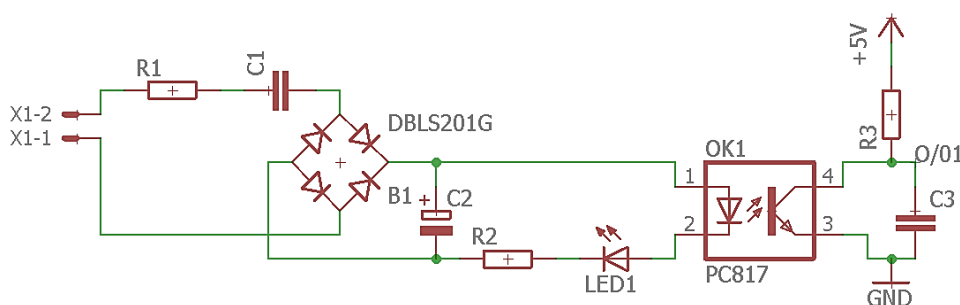 +5V
C1
R1
X1-2
X1-1
DBLS201G
R3
OK1
O/01
1
4
B1
+
C2
C3
2
3
R2
LED1
PC817
GND